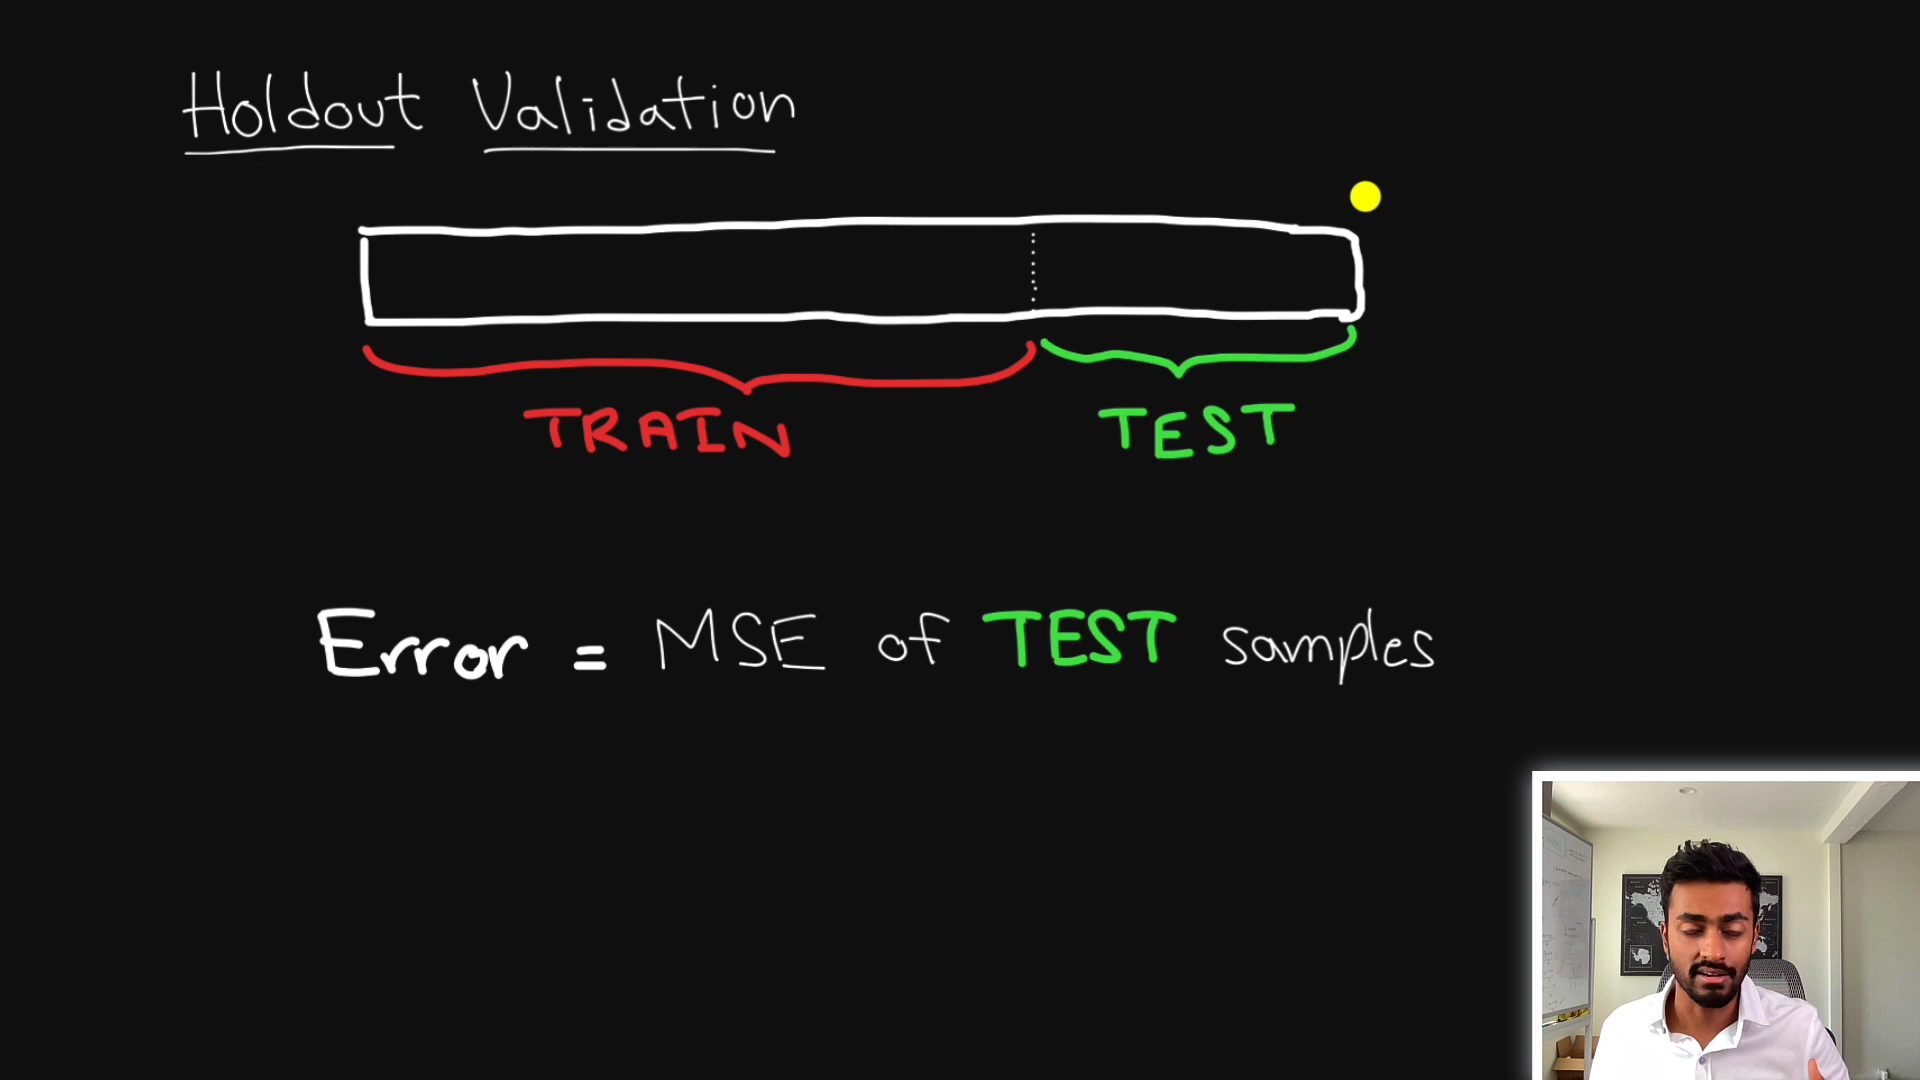 Holdout Validation
TRAIN TEST
Error = MSE of TEST samples